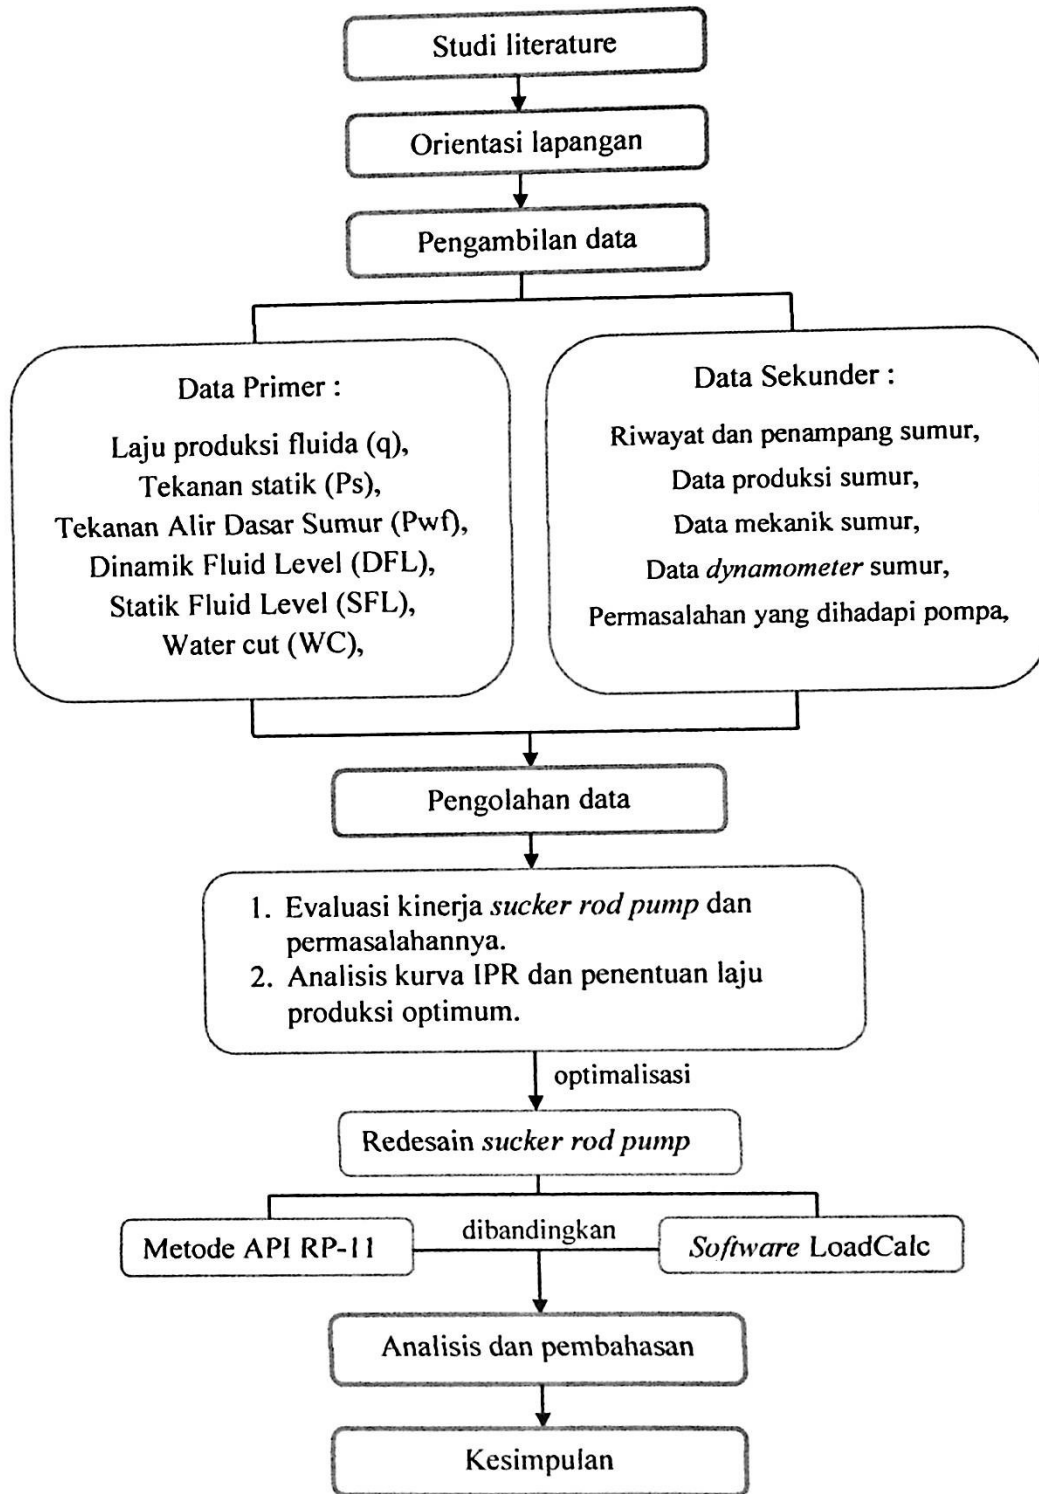 Studi literature
Orientasi lapangan
Pengambilan data
Data Primer :
Laju produksi fluida (q),
Tekanan statik (Ps),
Tekanan Alir Dasar Sumur (Pwf),
Dinamik Fluid Level (DFL),
Statik Fluid Level (SFL),
Water cut (WC),
Data Sekunder :
Riwayat dan penampang sumur,
Data produksi sumur,
Data mekanik sumur,
Data dynamometer sumur,
Permasalahan yang dihadapi pompa,
Pengolahan data
1. Evaluasi kinerja sucker rod pump dan
permasalahannya.
2. Analisis kurva IPR dan penentuan laju
produksi optimum.
optimalisasi
Redesain sucker rod pump
Metode API RP-11
dibandingkan
Software LoadCalc
Analisis dan pembahasan
Kesimpulan